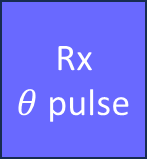 Rx
θ pulse